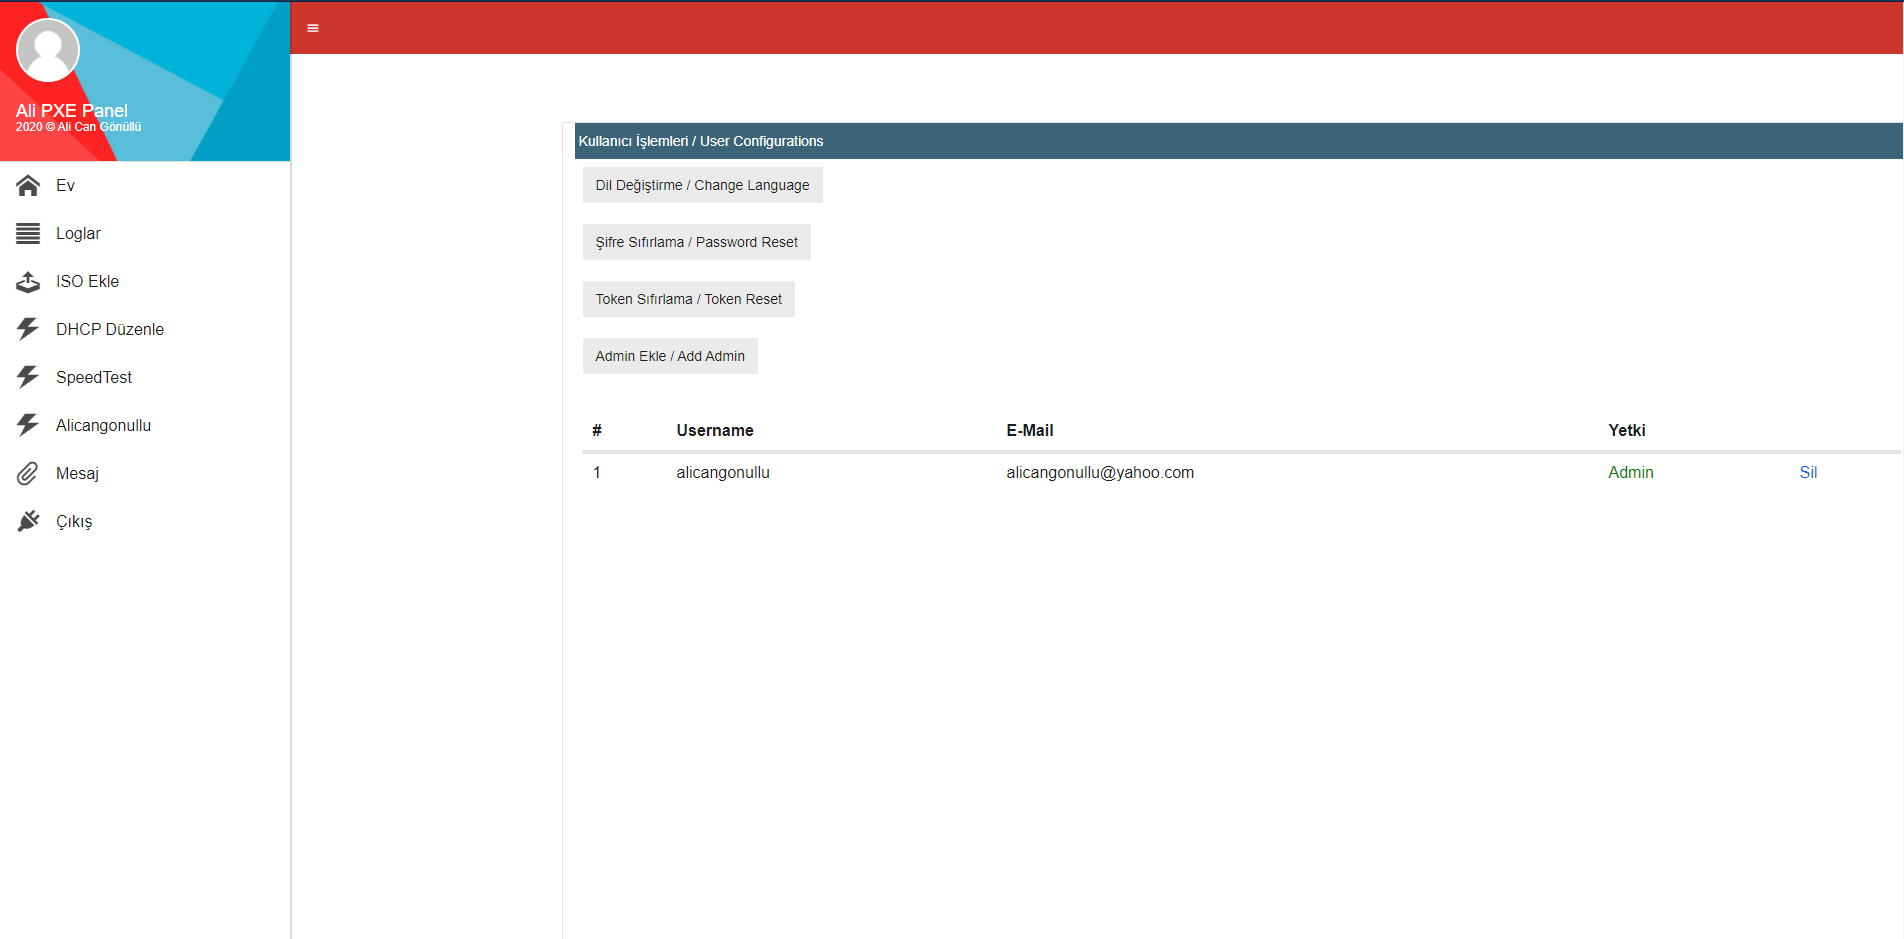 Ali PXE Panel
2020 © Ali Can Gönüllü
Ev
Loglar
ISO Ekle
DHCP Düzenle
SpeedTest
Alicangonullu
Mesaj
Çıkış
Kullanıcı İşlemleri / User Configurations
Dil Değiştirme / Change Language
Şifre Sıfırlama / Password Reset
Token Sıfırlama / Token Reset
Admin Ekle / Add Admin
# Username E-Mail Yetki
1 alicangonullu alicangonullu@yahoo.com Admin Sil